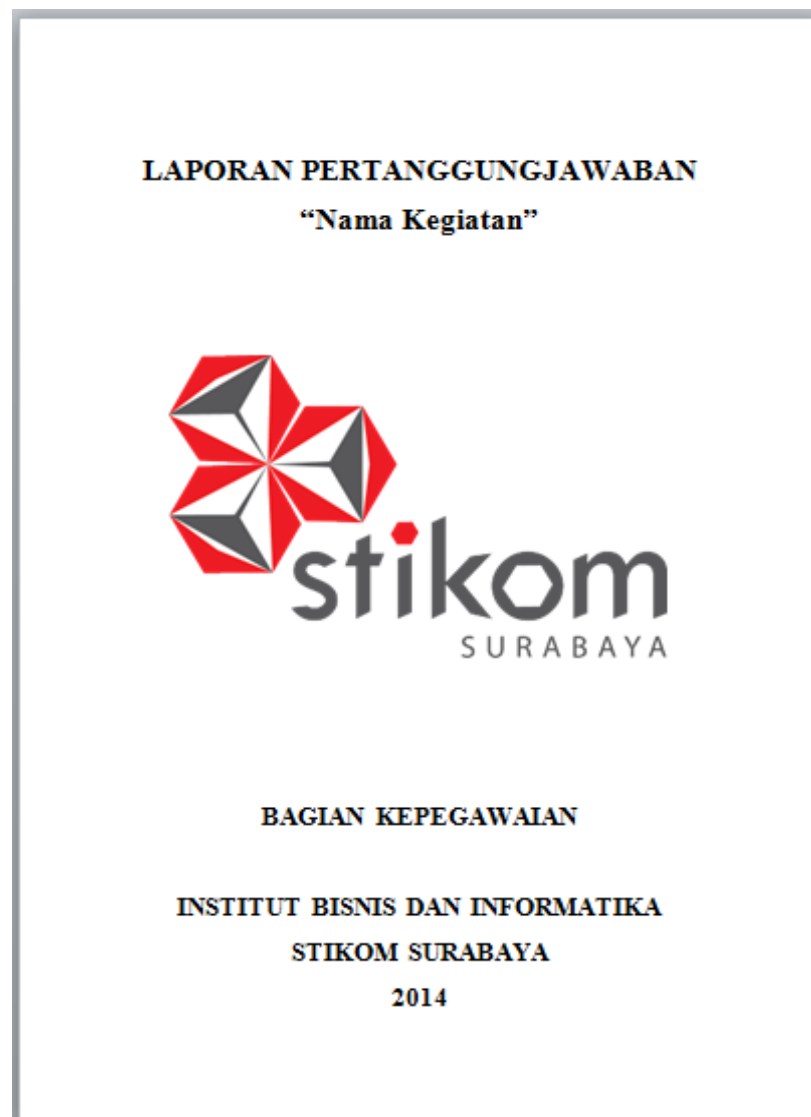 LAPORAN PERTANGGUNGJAWABAN
“Nama Kegiatan”
stikom
SURABAYA
BAGIAN KEPEGAWAIAN
INSTITUT BISNIS DAN INFORMATIKA
STIKOM SURABAYA
2014